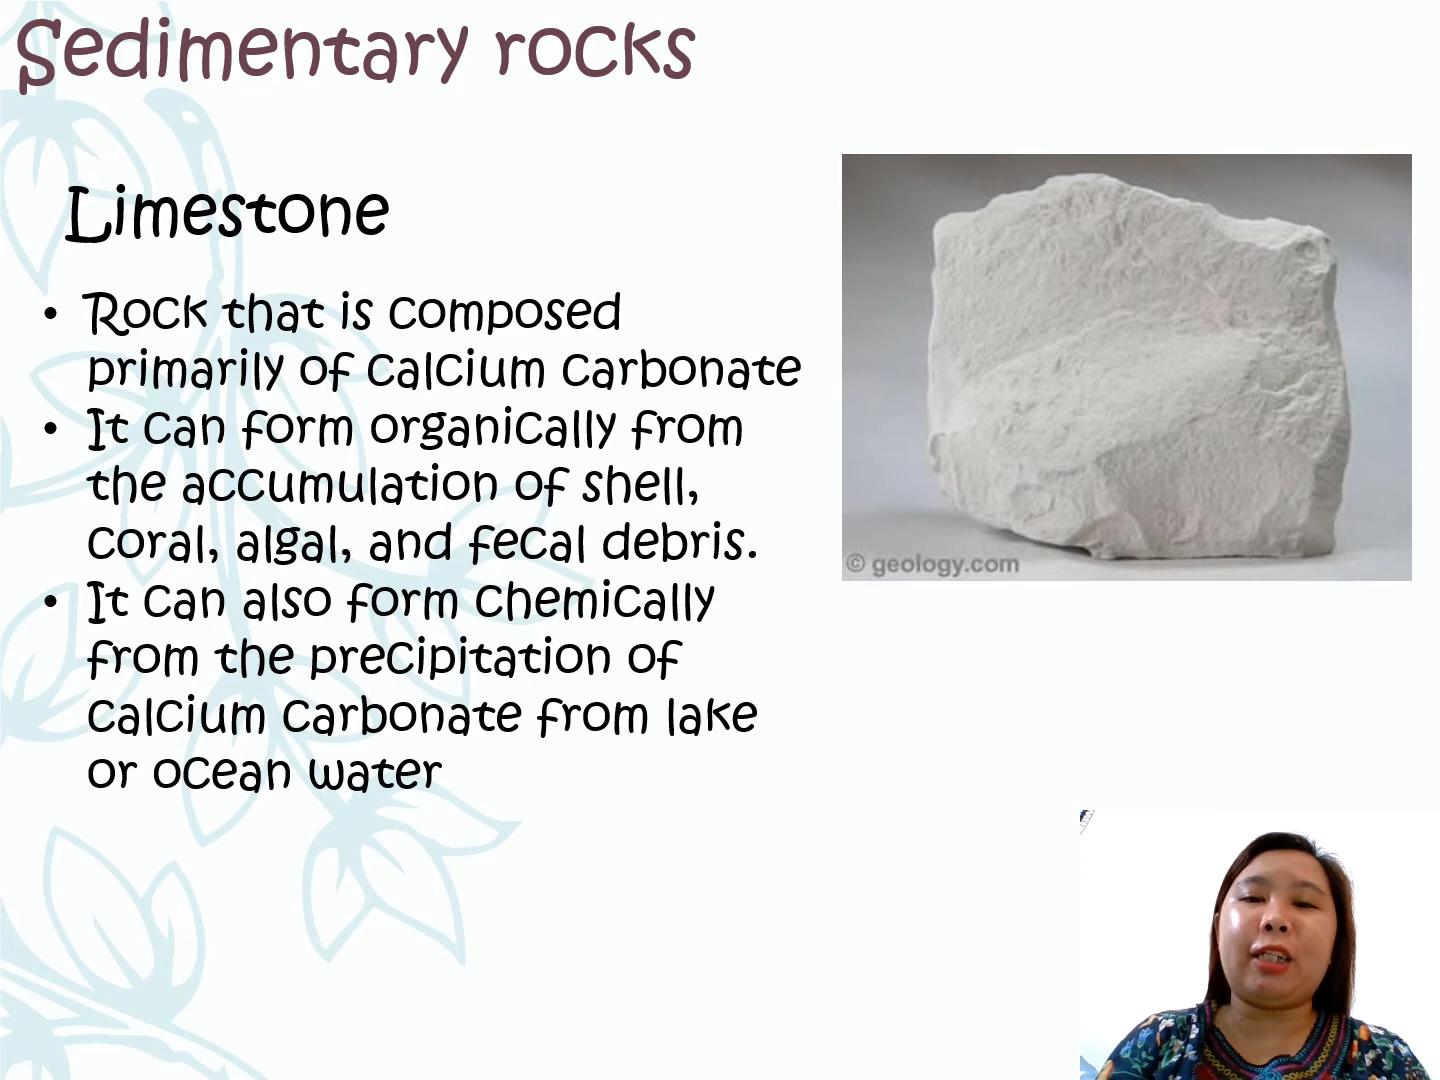 Sedimentary rocks
Limestone
• Rock that is composed
primarily of calcium carbonate
• It can form organically from
the accumulation of shell,
coral, algal, and fecal debris.
• It can also form chemically
from the precipitation of
calcium carbonate from lake
or ocean water
© geology.com